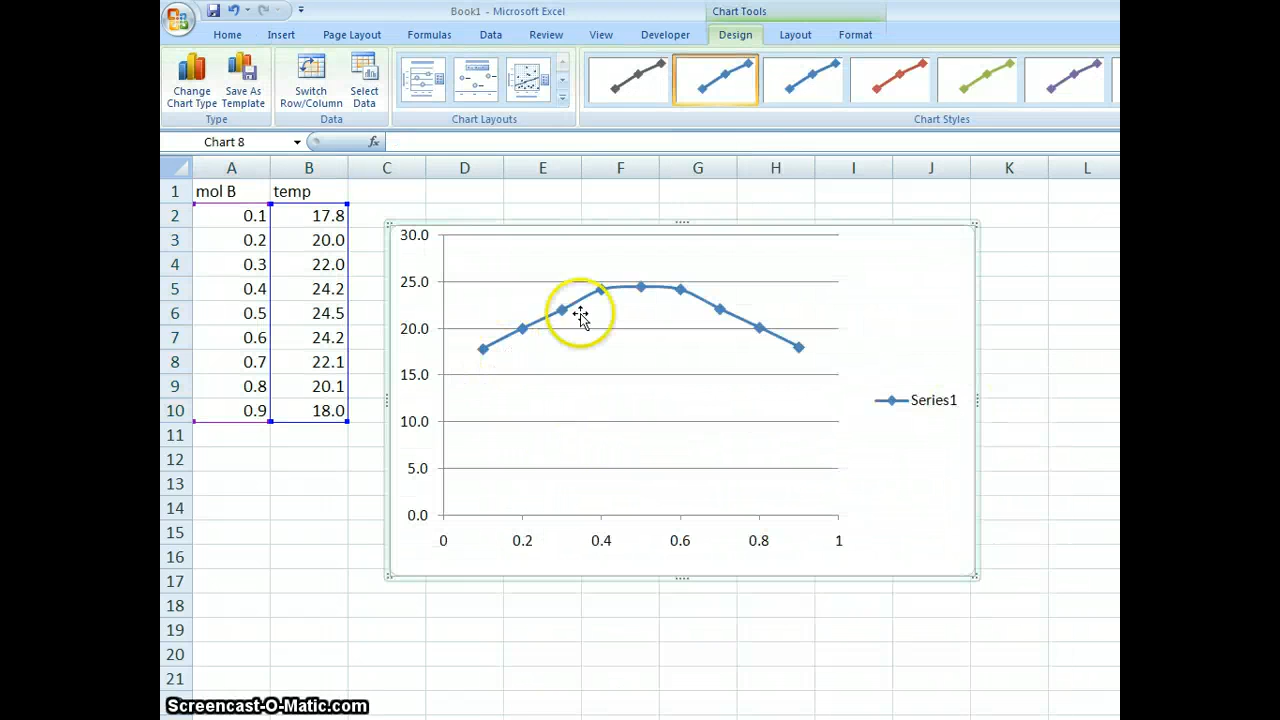 Book1 - Microsoft Excel
Chart Tools
Home Insert Page Layout Formulas Data Review View Developer Design Layout Format
Change Chart Type
Save As Template
Switch Row/Column
Select Data
Type
Data
Chart Layouts
Chart Styles
Chart 8
fx
A B C D E F G H I J K L
1 mol B temp
2 0.1 17.8
3 0.2 20.0
4 0.3 22.0
5 0.4 24.2
6 0.5 24.5
7 0.6 24.2
8 0.7 22.1
9 0.8 20.1
10 0.9 18.0
11
12
13
14
15
16
17
18
19
20
21
30.0
25.0
20.0
15.0
10.0
5.0
0.0
0 0.2 0.4 0.6 0.8 1
Series1
Screencast-O-Matic.com